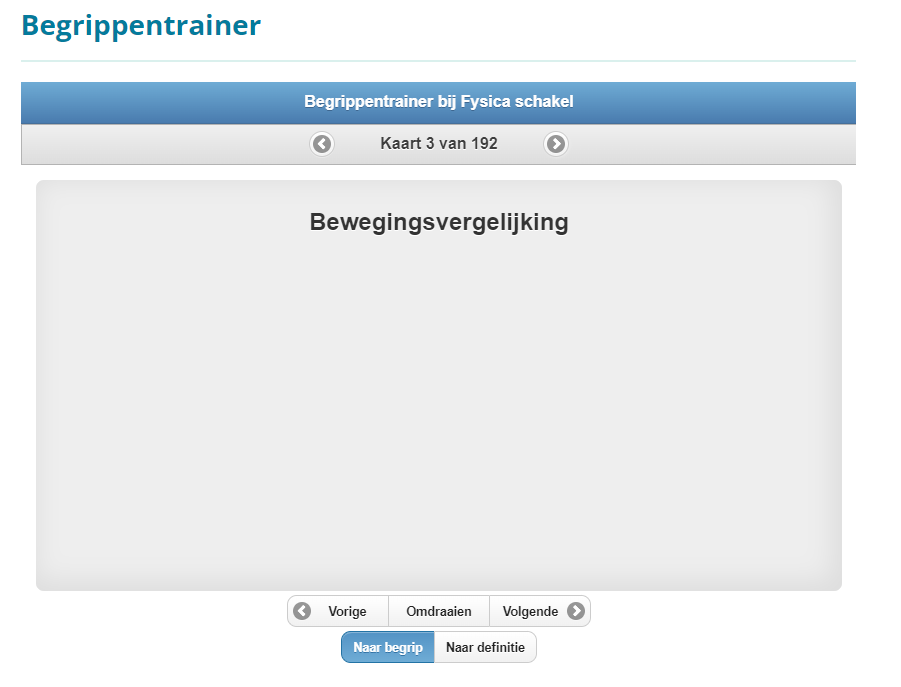 Begrippentrainer
Begrippentrainer bij Fysica schakel
Kaart 3 van 192
Bewegingsvergelijking
Vorige Omdraaien Volgende
Naar begrip Naar definitie